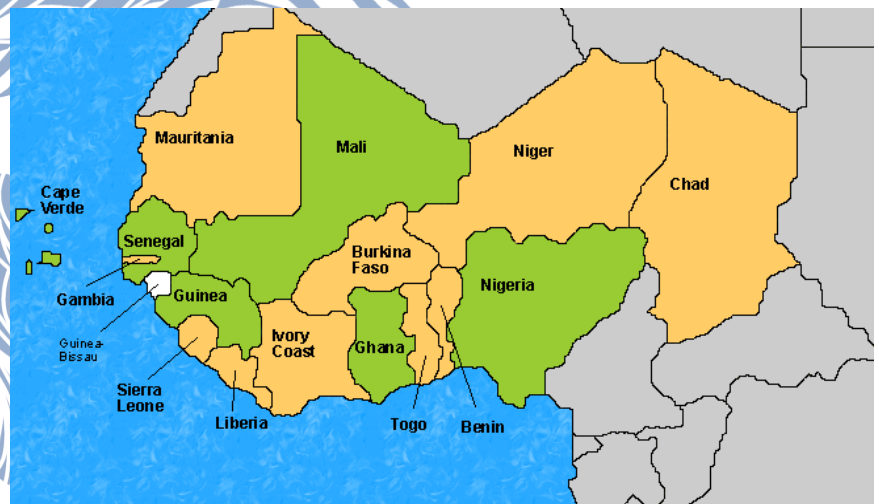 Mauritania
Mali
Niger
Chad
Cape
Verde
Senegal
Burkina
Faso
Gambia
Guinea
Nigeria
Guinea-
Bissau
Ivory
Coast
Ghana
Sierra
Leone
Liberia
Togo
Benin